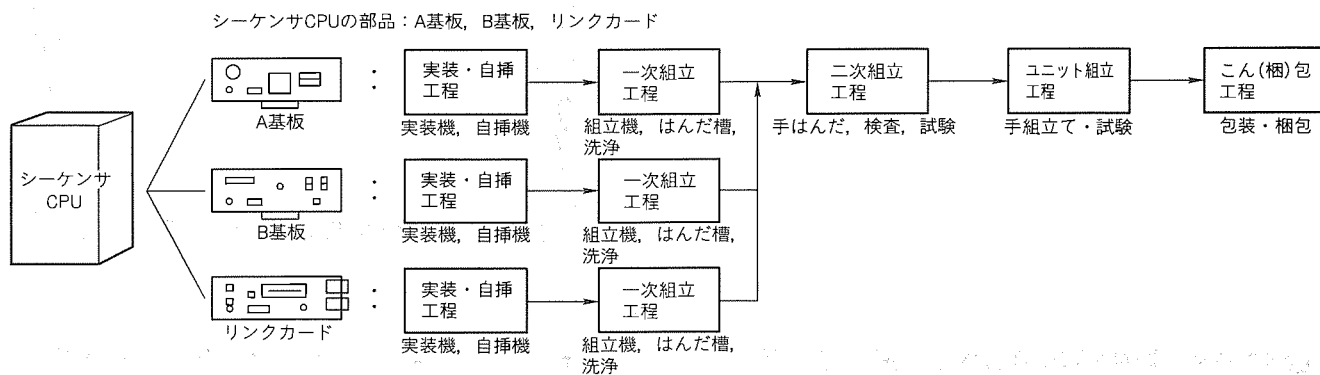 シーケンサCPUの部品：A基板，B基板，リンクカード
シーケンサ
CPU
A基板
：
実装・自挿
工程
実装機，自挿機
一次組立
工程
組立機，はんだ槽，
洗浄
二次組立
工程
手はんだ，検査，試験
ユニット組立
工程
手組立て・試験
こん(梱)包
工程
包装・梱包
B基板
：
実装・自挿
工程
実装機，自挿機
一次組立
工程
組立機，はんだ槽，
洗浄
リンクカード
：
実装・自挿
工程
実装機，自挿機
一次組立
工程
組立機，はんだ槽，
洗浄